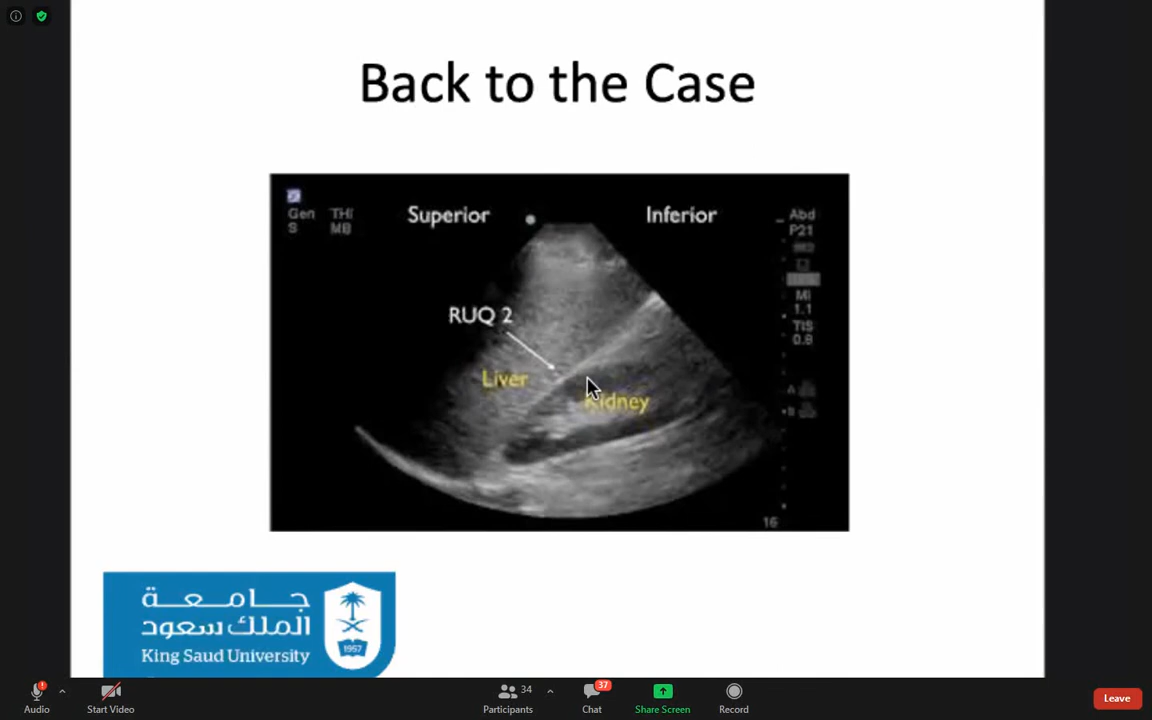 Back to the Case
Gen
S
THI
MB
Superior
Inferior
Abd
P21
MI
1.1
TIS
0.8
RUQ 2
Liver
Kidney
A
B
16
جامعة
الملك سعود
1957
King Saud University
Audio
Start Video
34
Participants
37
Chat
Share Screen
Record
Leave